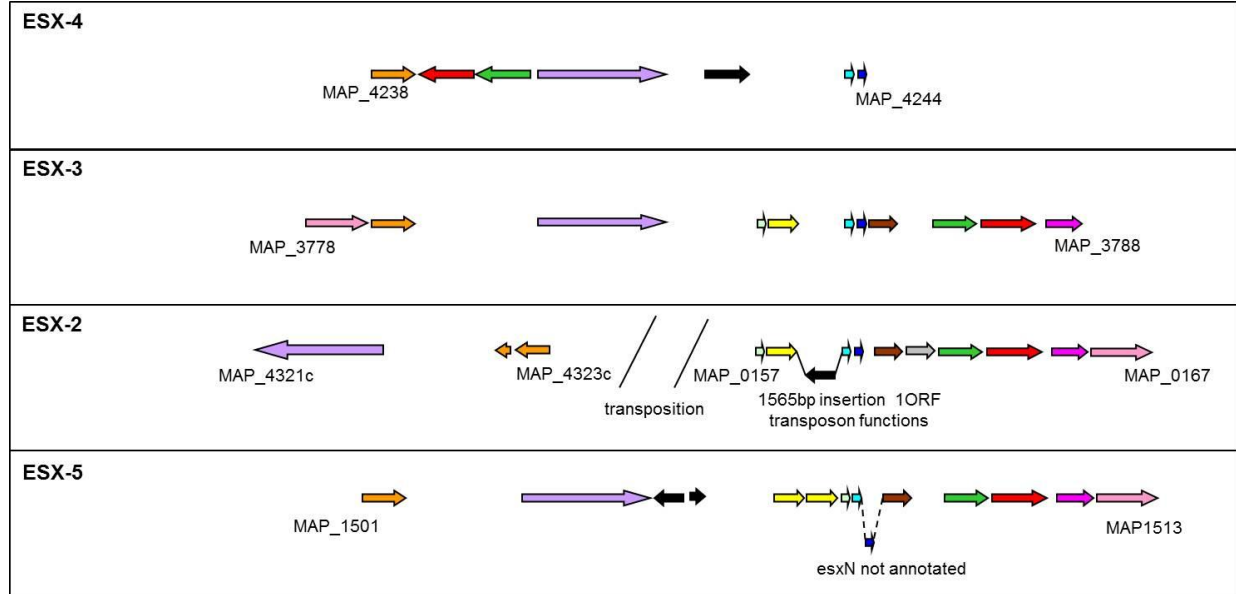 ESX-4
MAP_4238
MAP_4244
ESX-3
MAP_3778
MAP_3788
ESX-2
MAP_4321c
MAP_4323c
transposition
MAP_0157
1565bp insertion 1ORF
transposon functions
MAP_0167
ESX-5
MAP_1501
esxN not annotated
MAP1513